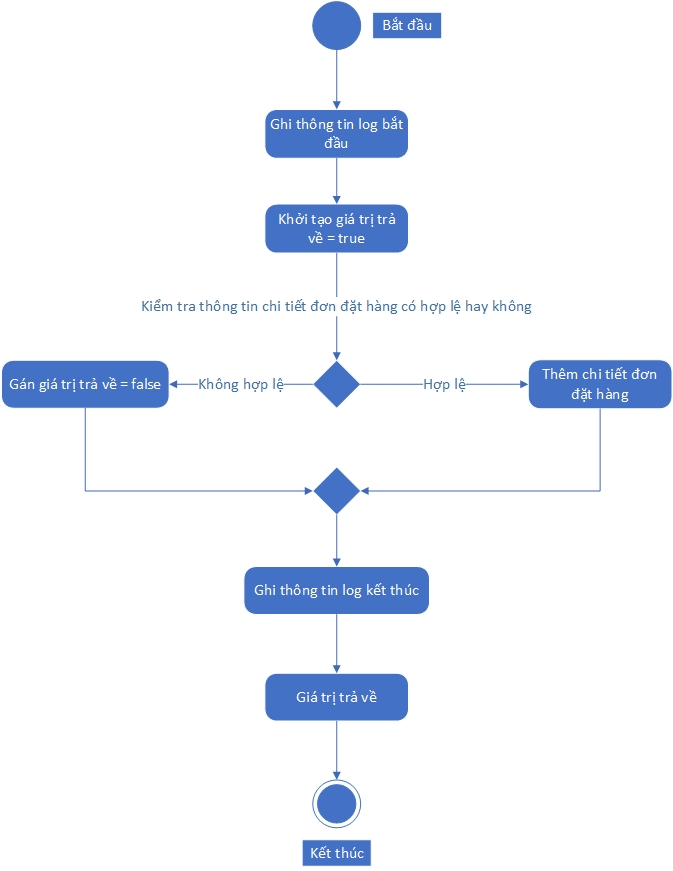 Bắt đầu
Ghi thông tin log bắt
đầu
Khởi tạo giá trị trả
về = true
Kiểm tra thông tin chi tiết đơn đặt hàng có hợp lệ hay không
Gán giá trị trả về = false
Không hợp lệ
Hợp lệ
Thêm chi tiết đơn
đặt hàng
Ghi thông tin log kết thúc
Giá trị trả về
Kết thúc